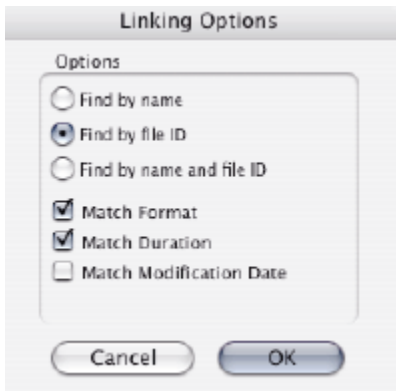 Linking Options
Options
Find by name
Find by file ID
Find by name and file ID
Match Format
Match Duration
Match Modification Date
Cancel OK